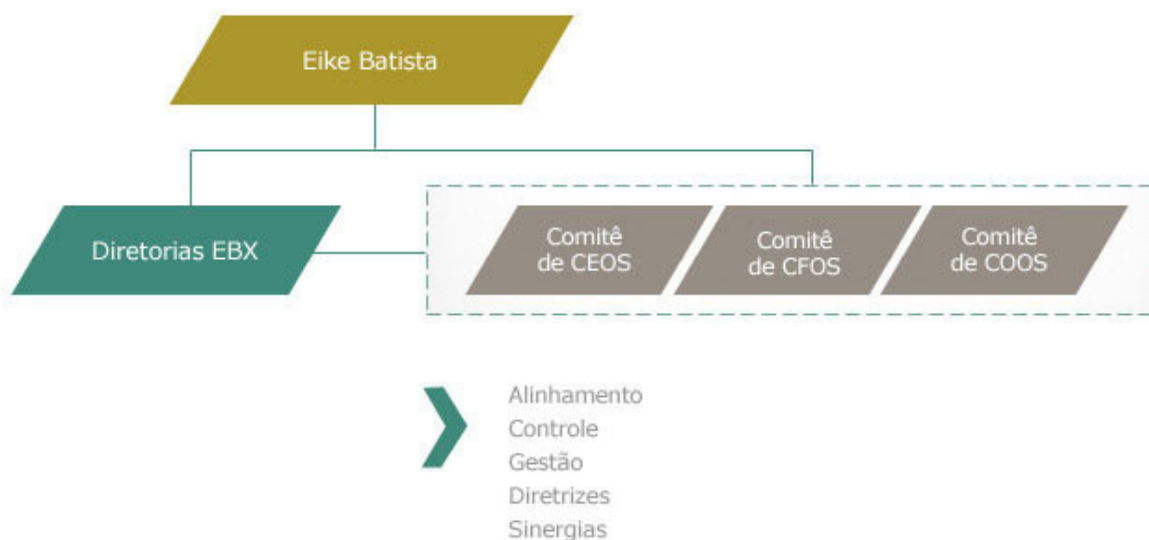 Eike Batista
Diretorias EBX
Comitê
de CEOS
Comitê
de CFOS
Comitê
de COOS
Alinhamento
Controle
Gestão
Diretrizes
Sinergias